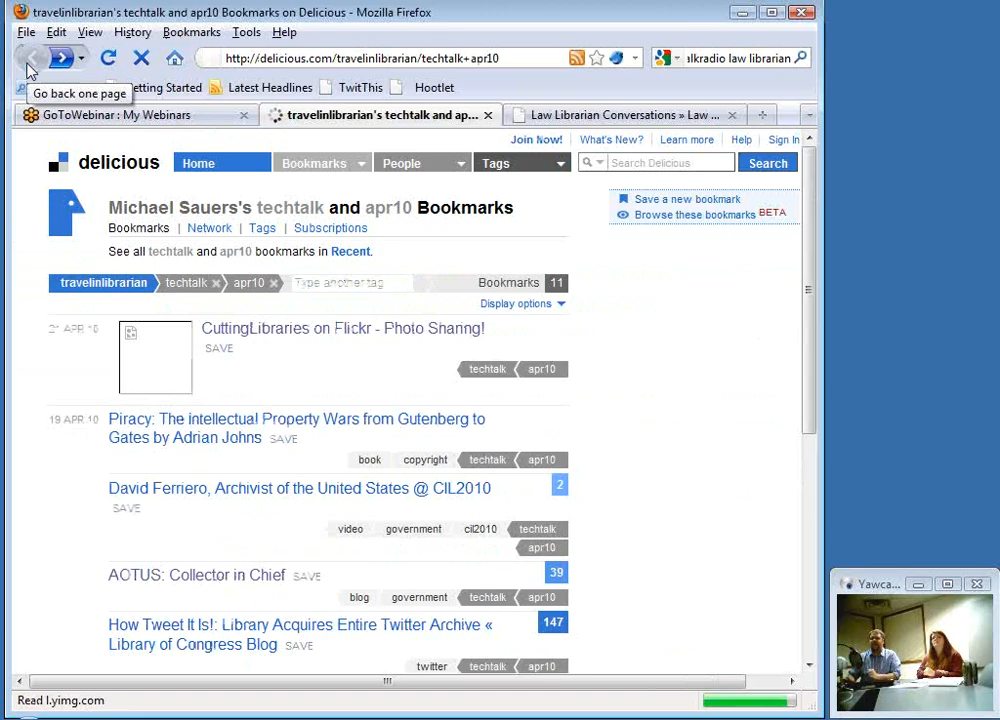 travelinlibrarian's techtalk and apr10 Bookmarks on Delicious - Mozilla Firefox
File Edit View History Bookmarks Tools Help
http://delicious.com/travelinlibrarian/techtalk+apr10
lkradio law librarian
Go back one page
etting Started Latest Headlines TwitThis Hootlet
GoToWebinar : My Webinars
travelinlibrarian's techtalk and ap...
Law Librarian Conversations » Law ...
Join Now! What's New? Learn more Help Sign In
delicious Home Bookmarks People Tags Search Delicious Search
Michael Sauers's techtalk and apr10 Bookmarks
Bookmarks | Network | Tags | Subscriptions
Save a new bookmark
Browse these bookmarks BETA
See all techtalk and apr10 bookmarks in Recent.
travelinlibrarian techtalk apr10 Type another tag Bookmarks 11
Display options
21 APR 10 CuttingLibraries on Flickr - Photo Sharing!
SAVE
techtalk apr10
19 APR 10 Piracy: The Intellectual Property Wars from Gutenberg to
Gates by Adrian Johns SAVE
book copyright techtalk apr10
David Ferriero, Archivist of the United States @ CIL2010 2
SAVE
video government cil2010 techtalk
apr10
AOTUS: Collector in Chief SAVE 39
blog government techtalk apr10
How Tweet It Is!: Library Acquires Entire Twitter Archive « 147
Library of Congress Blog SAVE
twitter techtalk apr10
Read l.yimg.com
Yawca...